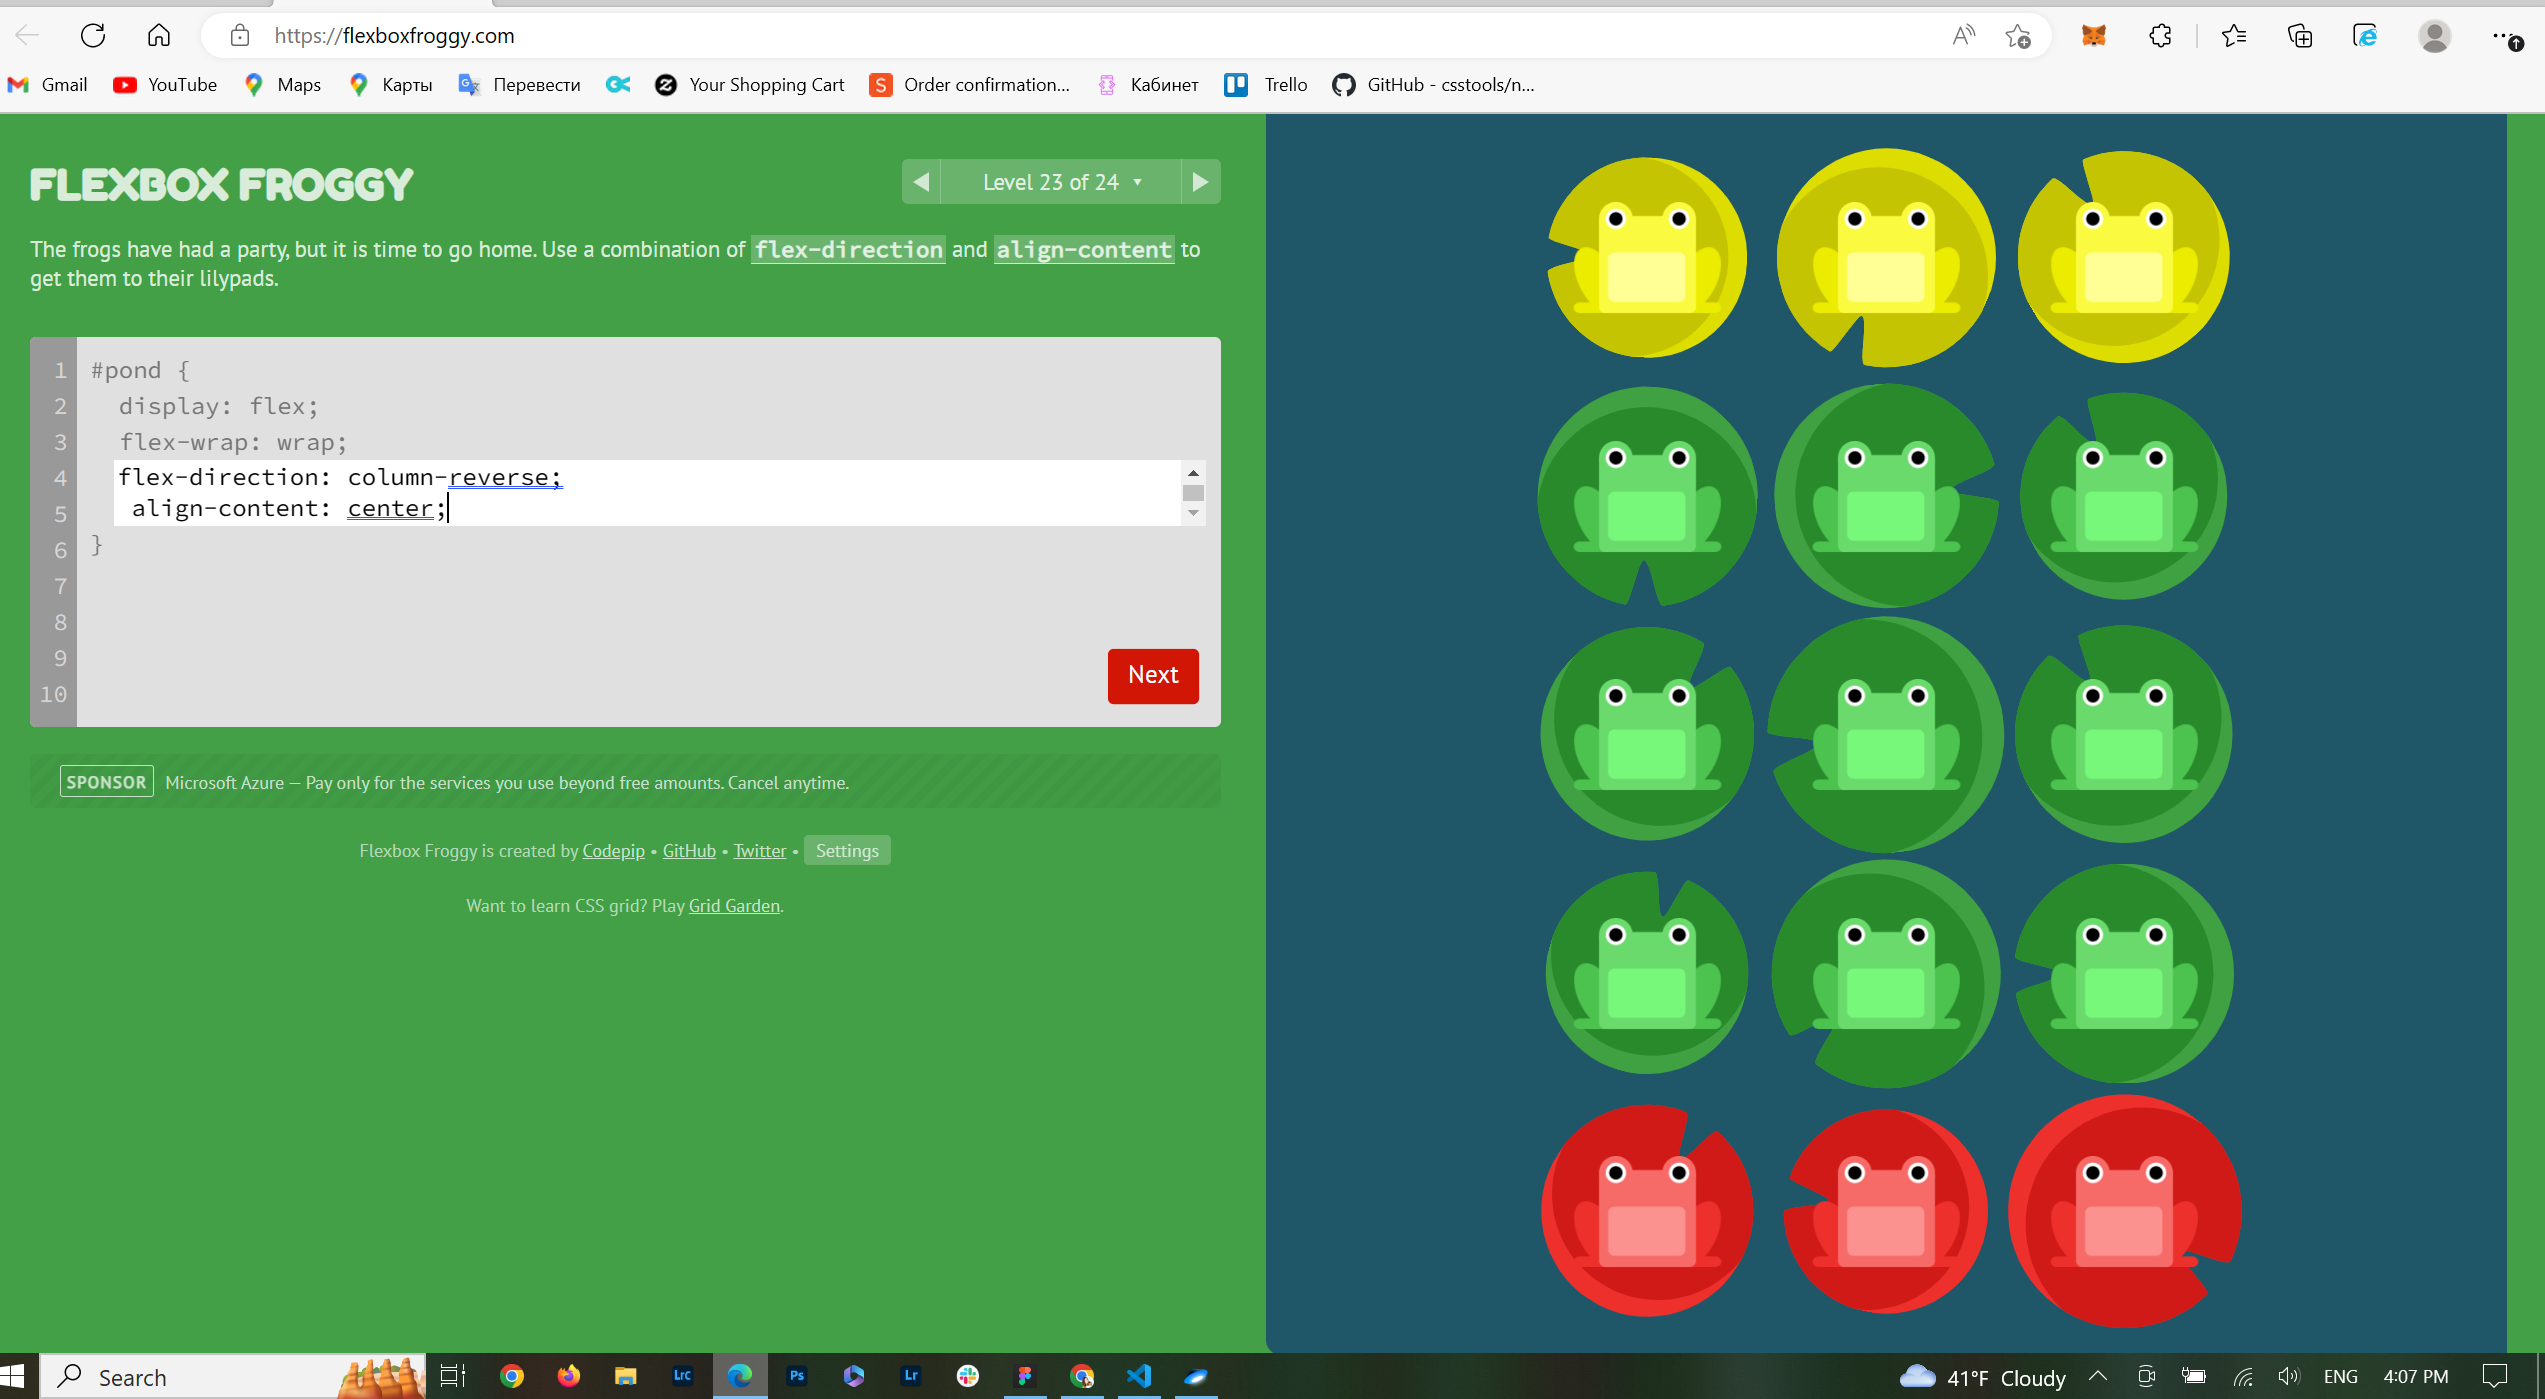 https://flexboxfroggy.com
Gmail YouTube Maps Карты Перевести Your Shopping Cart Order confirmation... Кабинет Trello GitHub - csstools/n...
FLEXBOX FROGGY
Level 23 of 24
The frogs have had a party, but it is time to go home. Use a combination of flex-direction and align-content to
get them to their lilypads.
1 #pond {
2 display: flex;
3 flex-wrap: wrap;
4 flex-direction: column-reverse;
5 align-content: center;
6 }
7
8
9
10
Next
SPONSOR Microsoft Azure — Pay only for the services you use beyond free amounts. Cancel anytime.
Flexbox Froggy is created by Codepip • GitHub • Twitter • Settings
Want to learn CSS grid? Play Grid Garden.
Search LrC Ps Lr 41°F Cloudy ENG 4:07 PM